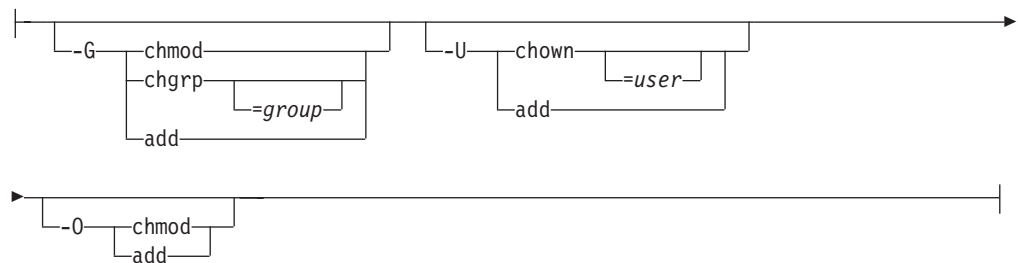 -G chmod -U chown
chgrp =user
=group add
add
-O chmod
add